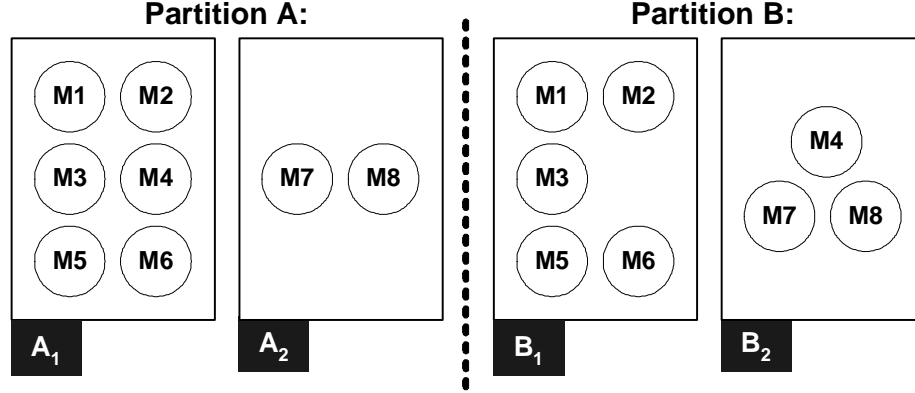 Partition A:
Partition B:
M1 M2
M3 M4
M5 M6
A1
M7 M8
A2
M1 M2
M3
M5 M6
B1
M4
M7 M8
B2